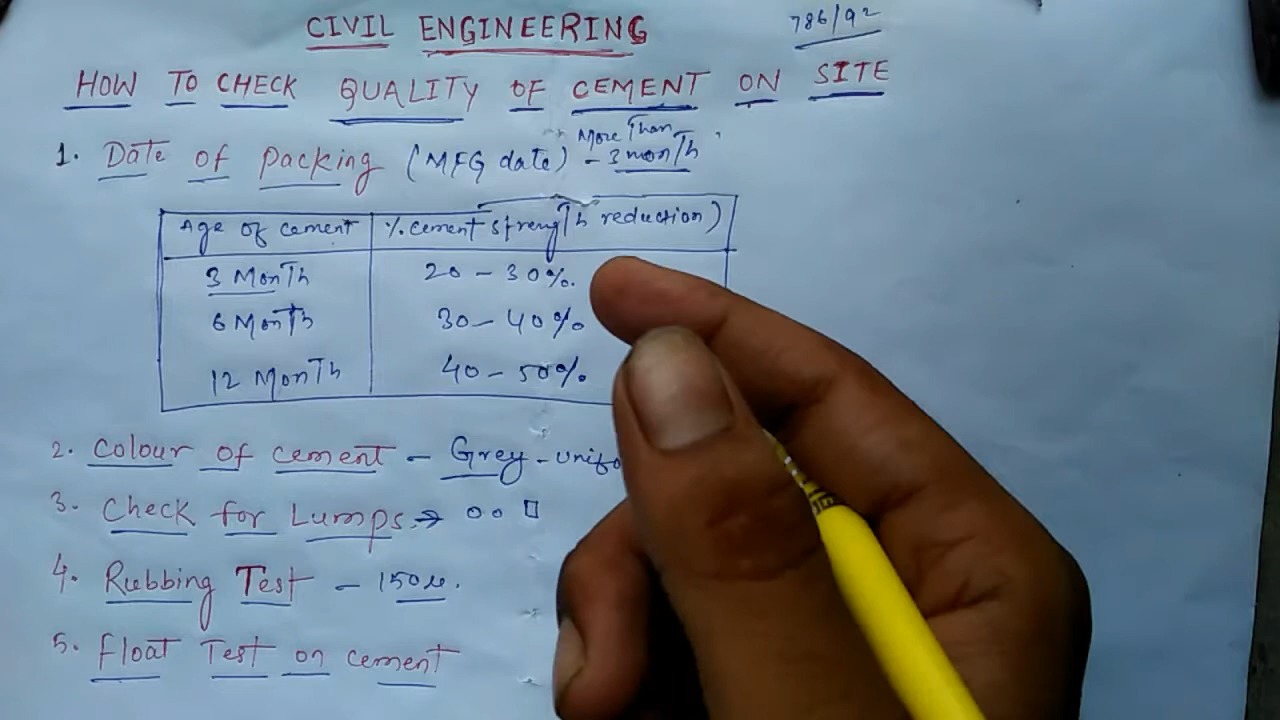 CIVIL ENGINEERING
786/92
HOW TO CHECK QUALITY OF CEMENT ON SITE
More Than
1. Date of Packing (MFG date) - 3 month
Age of cement % cement strength reduction)
3 Month 20 - 30%.
6 Month 30 - 40%
12 Month 40 - 50%
2. Colour of cement - Grey - unifo
3. Check for Lumps →
4. Rubbing Test - 150u.
5. Float Test on cement